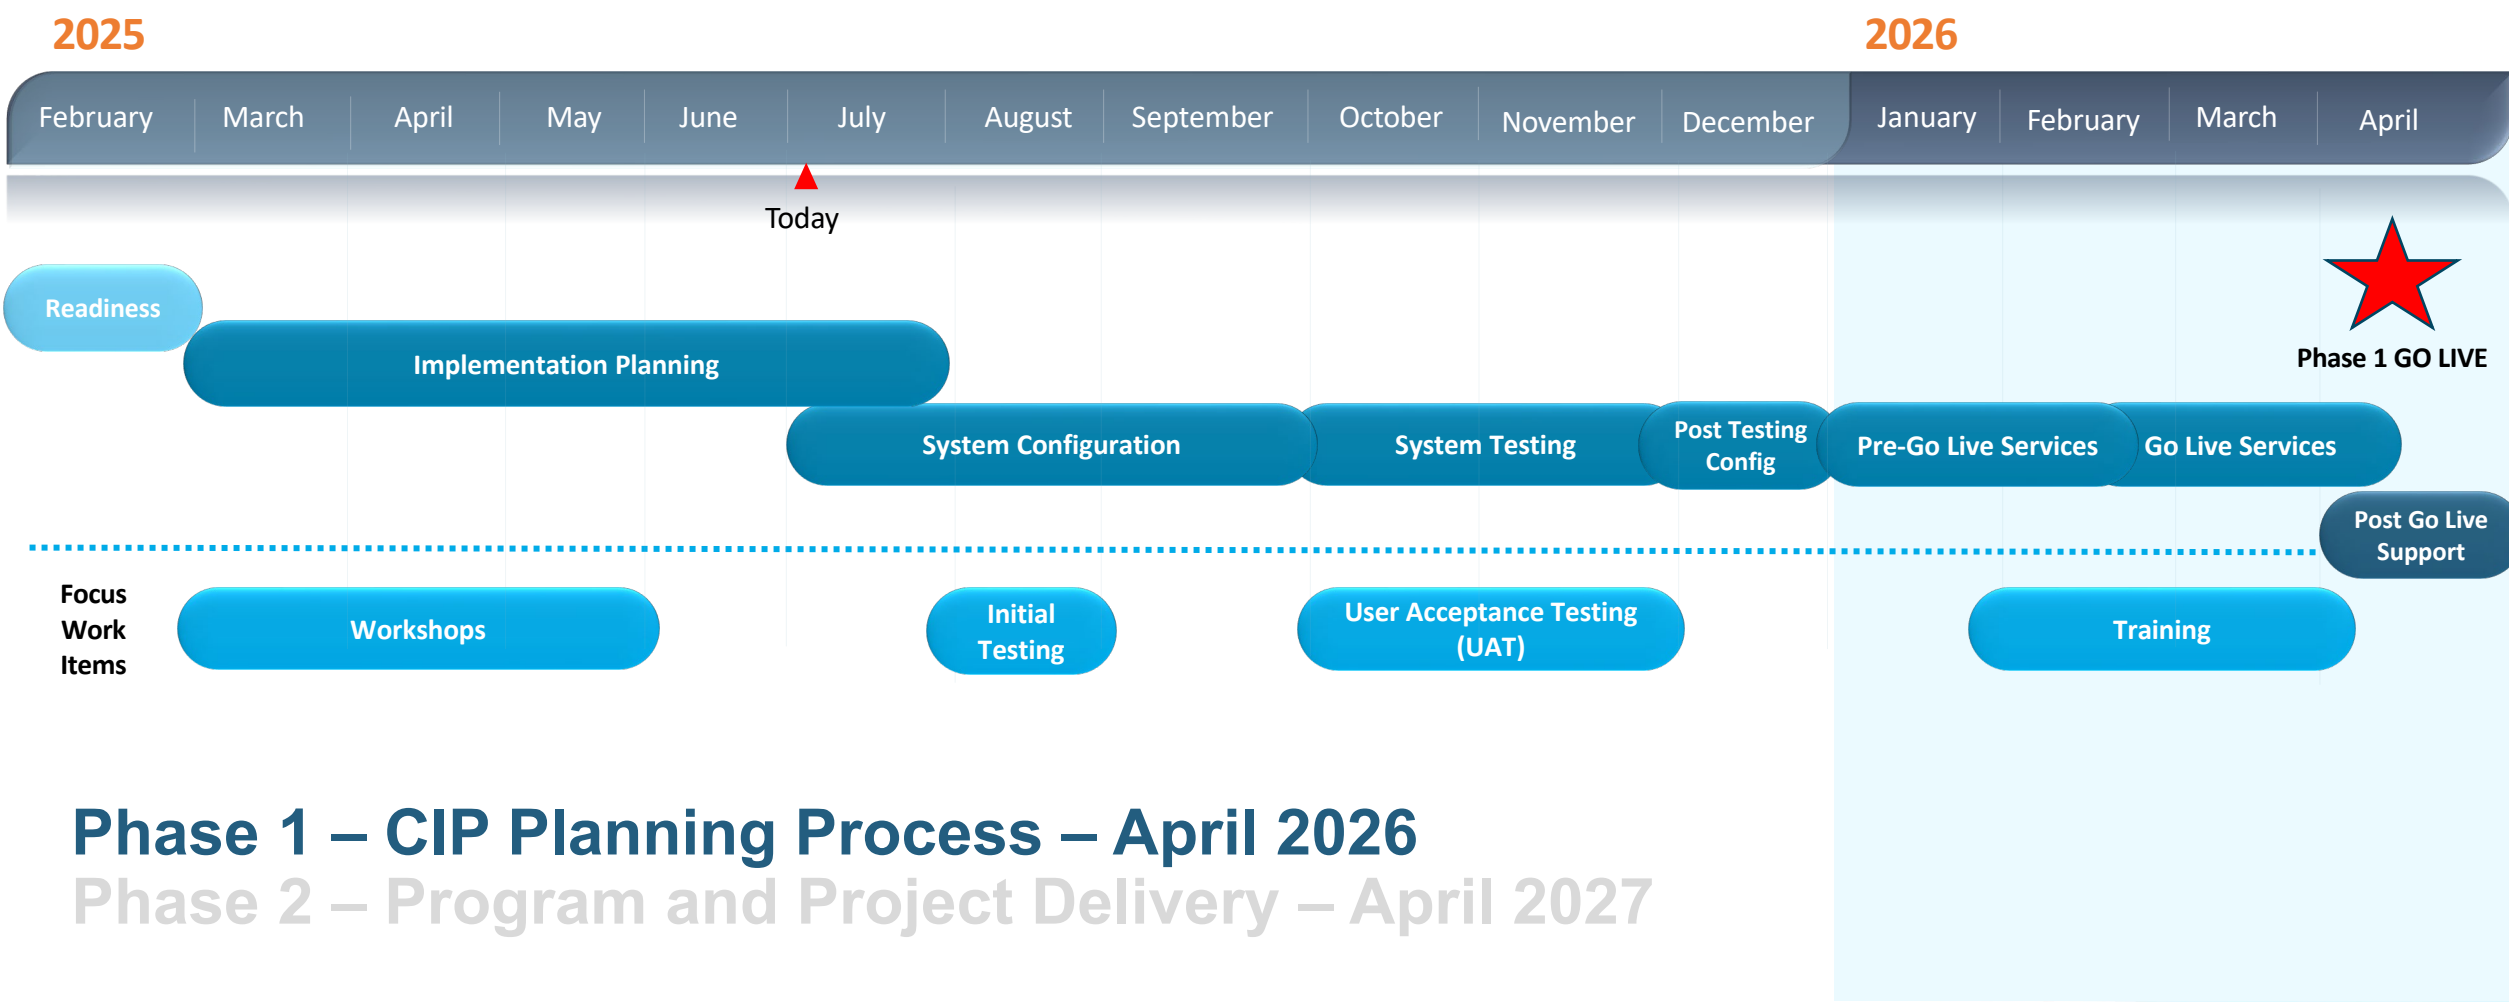 2025
2026
February
March
April
May
June
July
August
September
October
November
December
January
February
March
April
Today
Readiness
Implementation Planning
Phase 1 GO LIVE
System Configuration
System Testing
Post Testing
Config
Pre-Go Live Services
Go Live Services
Post Go Live
Support
Focus
Work
Items
Workshops
Initial
Testing
User Acceptance Testing
(UAT)
Training
Phase 1 – CIP Planning Process – April 2026
Phase 2 – Program and Project Delivery – April 2027